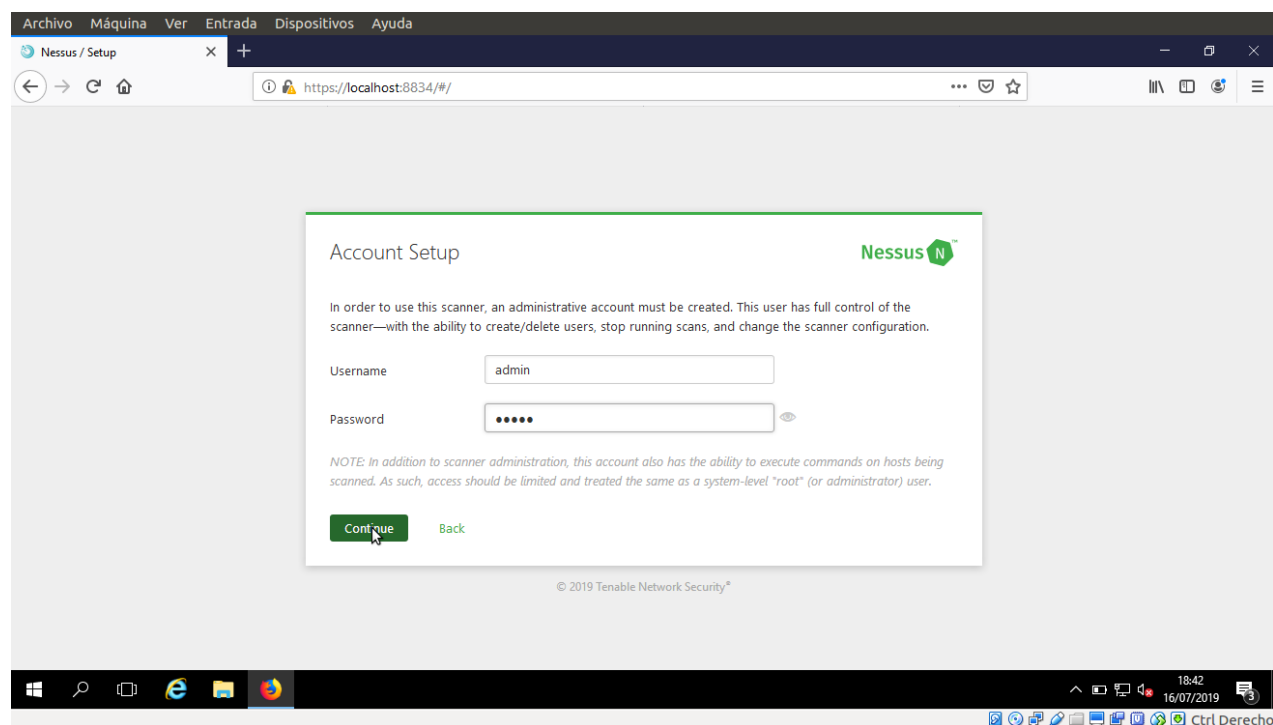 Archivo Máquina Ver Entrada Dispositivos Ayuda
Nessus / Setup
https://localhost:8834/#/
Account Setup
Nessus N ™
In order to use this scanner, an administrative account must be created. This user has full control of the
scanner—with the ability to create/delete users, stop running scans, and change the scanner configuration.
Username admin
Password •••••
NOTE: In addition to scanner administration, this account also has the ability to execute commands on hosts being
scanned. As such, access should be limited and treated the same as a system-level "root" (or administrator) user.
Continue Back
© 2019 Tenable Network Security®
18:42
16/07/2019
3
Ctrl Derecho